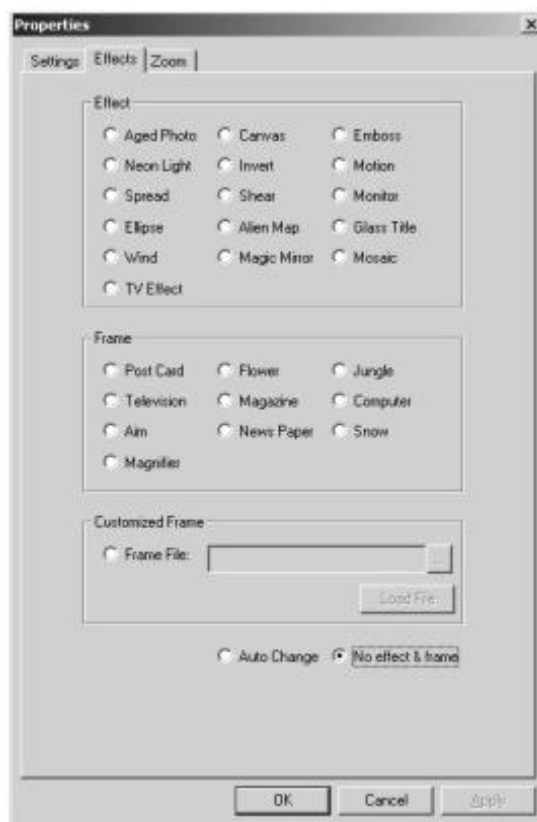 Properties
Settings Effects Zoom
Effect
Aged Photo Canvas Emboss
Neon Light Invert Motion
Spread Shear Monitor
Ellipse Alien Map Glass Title
Wind Magic Mirror Mosaic
TV Effect
Frame
Post Card Flower Jungle
Television Magazine Computer
Aim News Paper Snow
Magnifier
Customized Frame
Frame File: ...
Load File
Auto Change No effect & frame
OK Cancel Apply